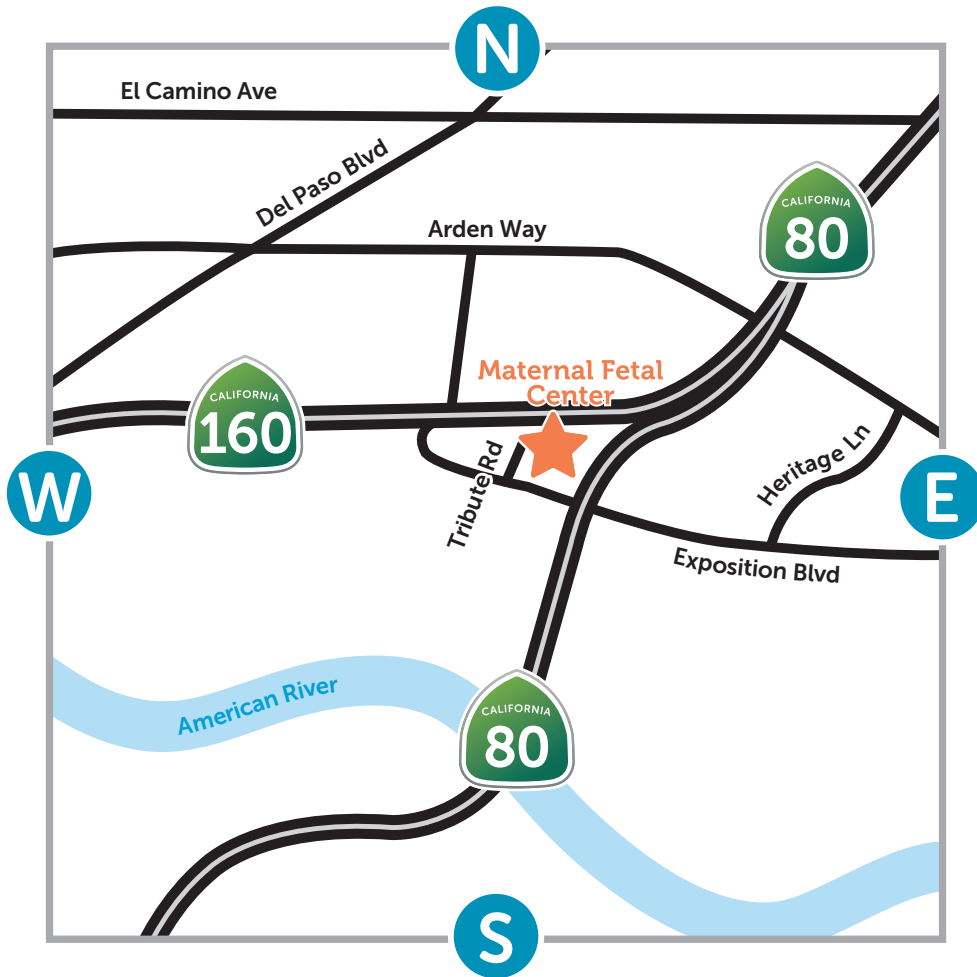 N
El Camino Ave
Del Paso Blvd
CALIFORNIA
80
Arden Way
Maternal Fetal
Center
CALIFORNIA
160
Tribute Rd
Heritage Ln
W
E
Exposition Blvd
American River
CALIFORNIA
80
S